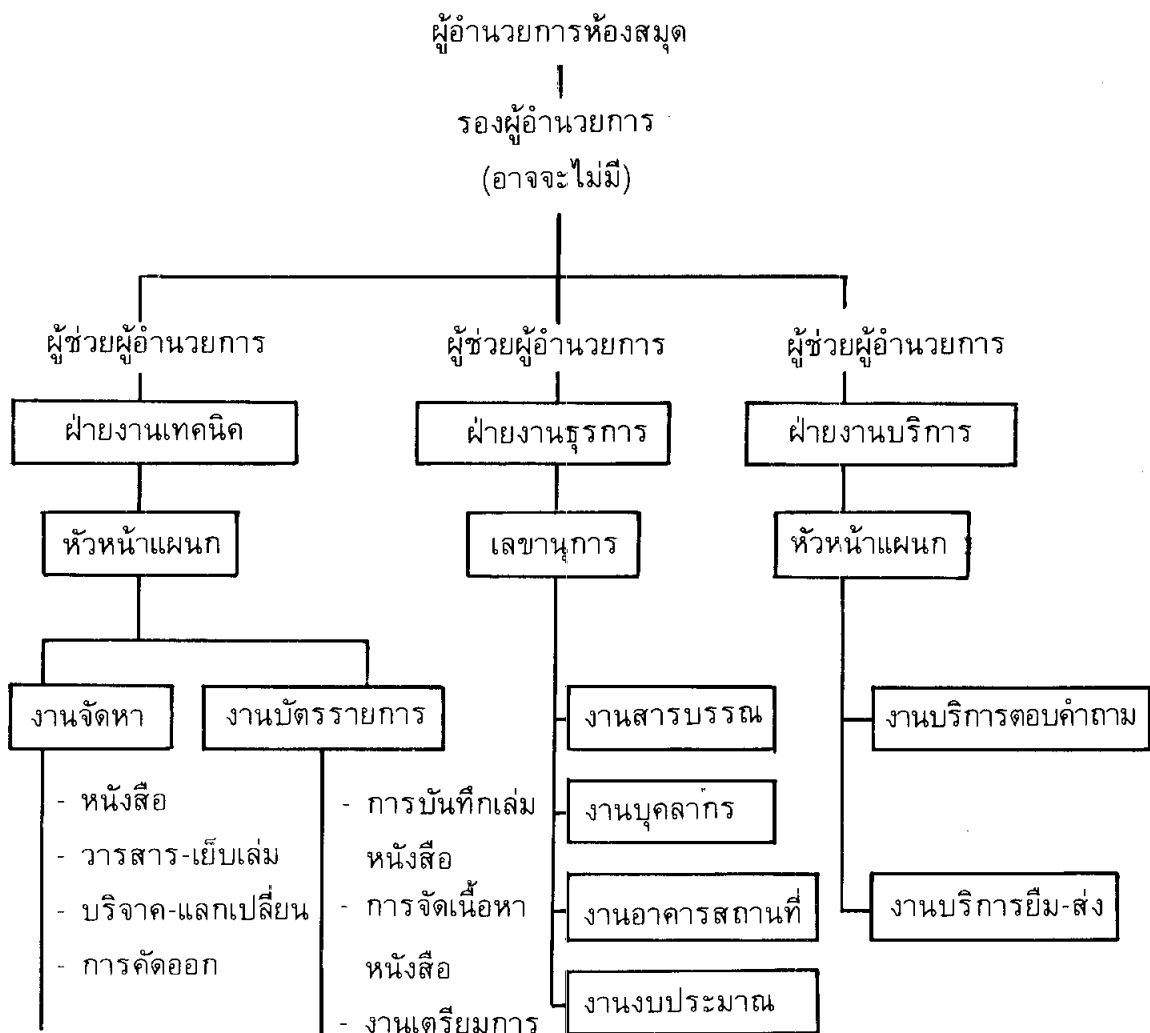 ผู้อำนวยการห้องสมุด
รองผู้อำนวยการ
(อาจจะไม่มี)
ผู้ช่วยผู้อำนวยการ
ผู้ช่วยผู้อำนวยการ
ผู้ช่วยผู้อำนวยการ
ฝ่ายงานเทคนิค
ฝ่ายงานธุรการ
ฝ่ายงานบริการ
หัวหน้าแผนก
เลขานุการ
หัวหน้าแผนก
งานจัดหา
- หนังสือ
- วารสาร-เย็บเล่ม
- บริจาค-แลกเปลี่ยน
- การคัดออก
งานบัตรรายการ
- การบันทึกเล่ม
หนังสือ
- การจัดเนื้อหา
หนังสือ
- งานเตรียมการ
งานสารบรรณ
งานบุคลากร
งานอาคารสถานที่
งานงบประมาณ
งานบริการตอบคำถาม
งานบริการยืม-ส่ง